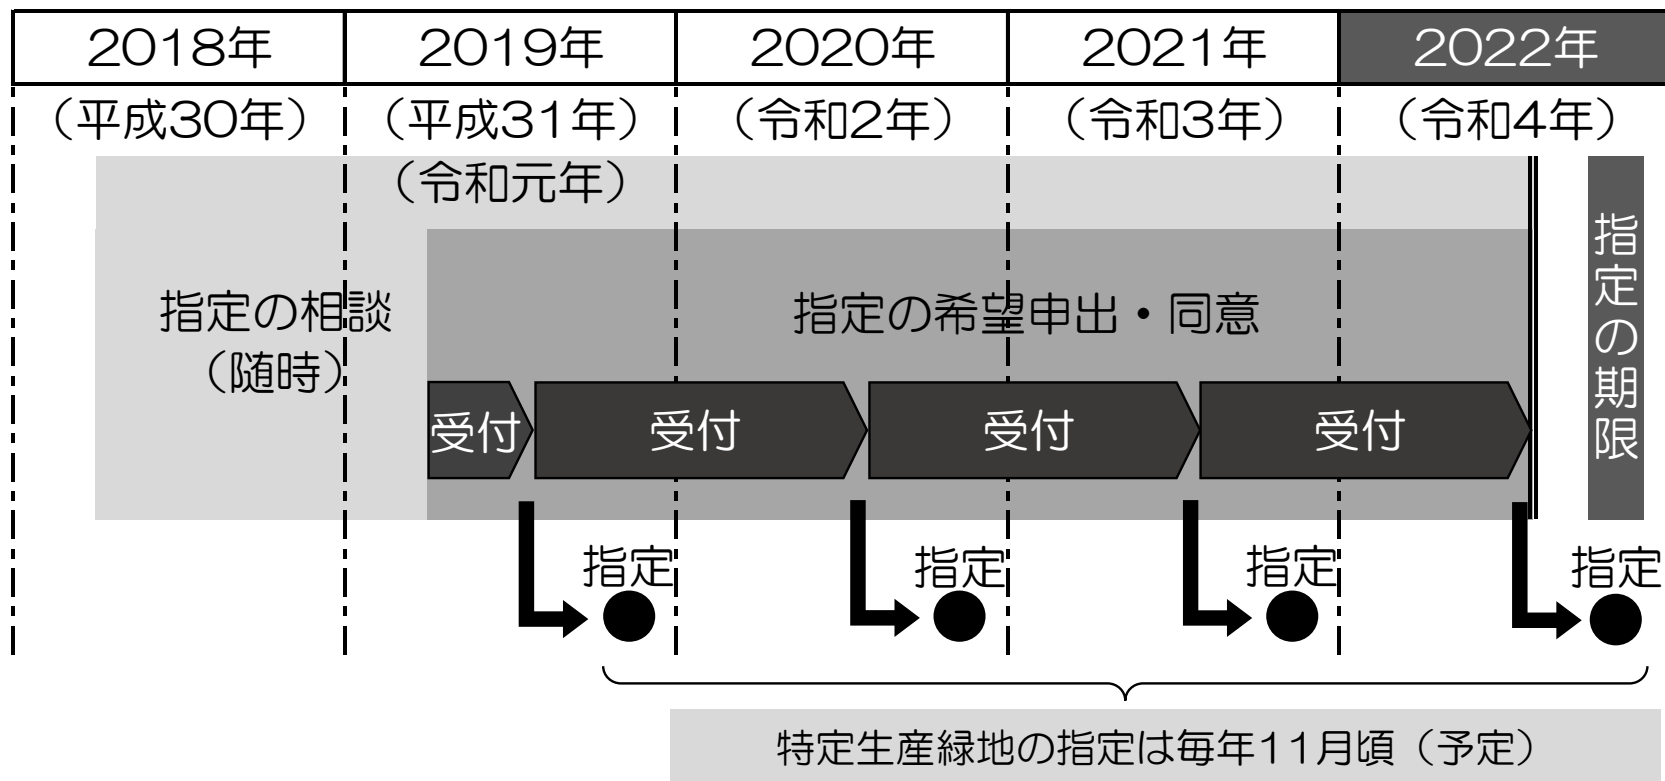 2018年
2019年
2020年
2021年
2022年
（平成30年）
（平成31年）
（令和2年）
（令和3年）
（令和4年）
（令和元年）
指定の相談
（随時）
指定の希望申出・同意
指定の期限
受付
受付
受付
受付
指定
指定
指定
指定
特定生産緑地の指定は毎年11月頃（予定）